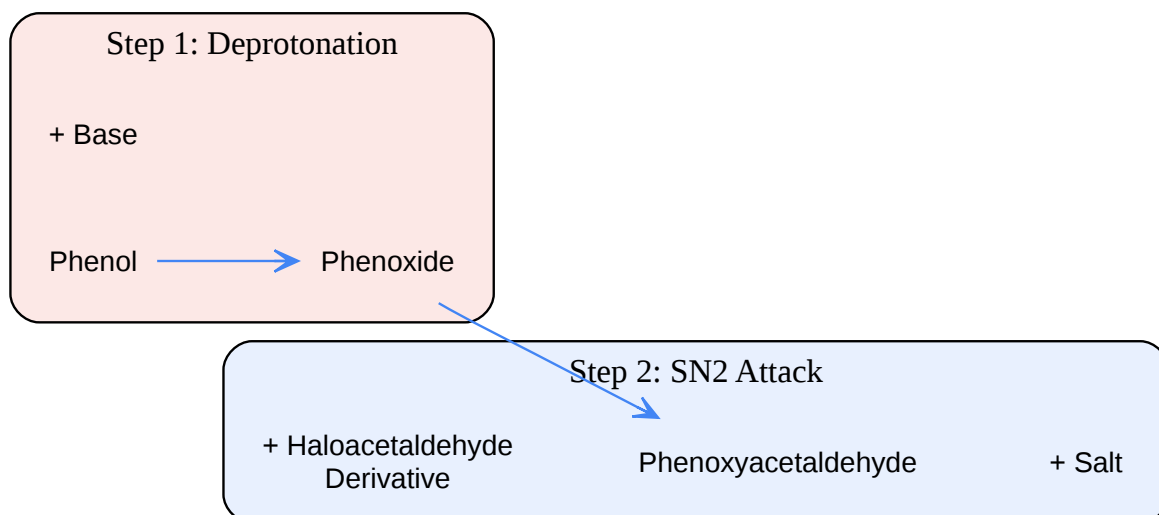 Step 1: Deprotonation
+ Base
Phenol
Phenoxide
Step 2: SN2 Attack
+ Haloacetaldehyde
Derivative
Phenoxyacetaldehyde
+ Salt